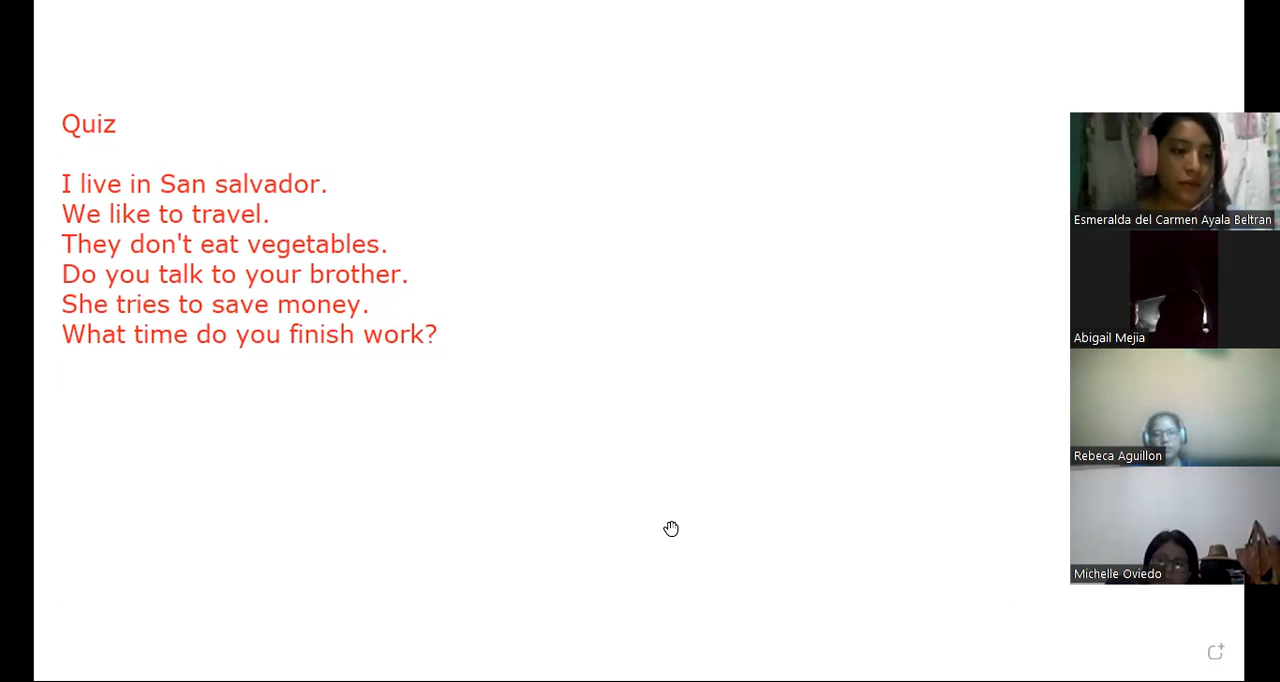 Quiz
I live in San salvador.
We like to travel.
They don't eat vegetables.
Do you talk to your brother.
She tries to save money.
What time do you finish work?
Esmeralda del Carmen Ayala Beltran
Abigail Mejia
Rebeca Aguillon
Michelle Oviedo